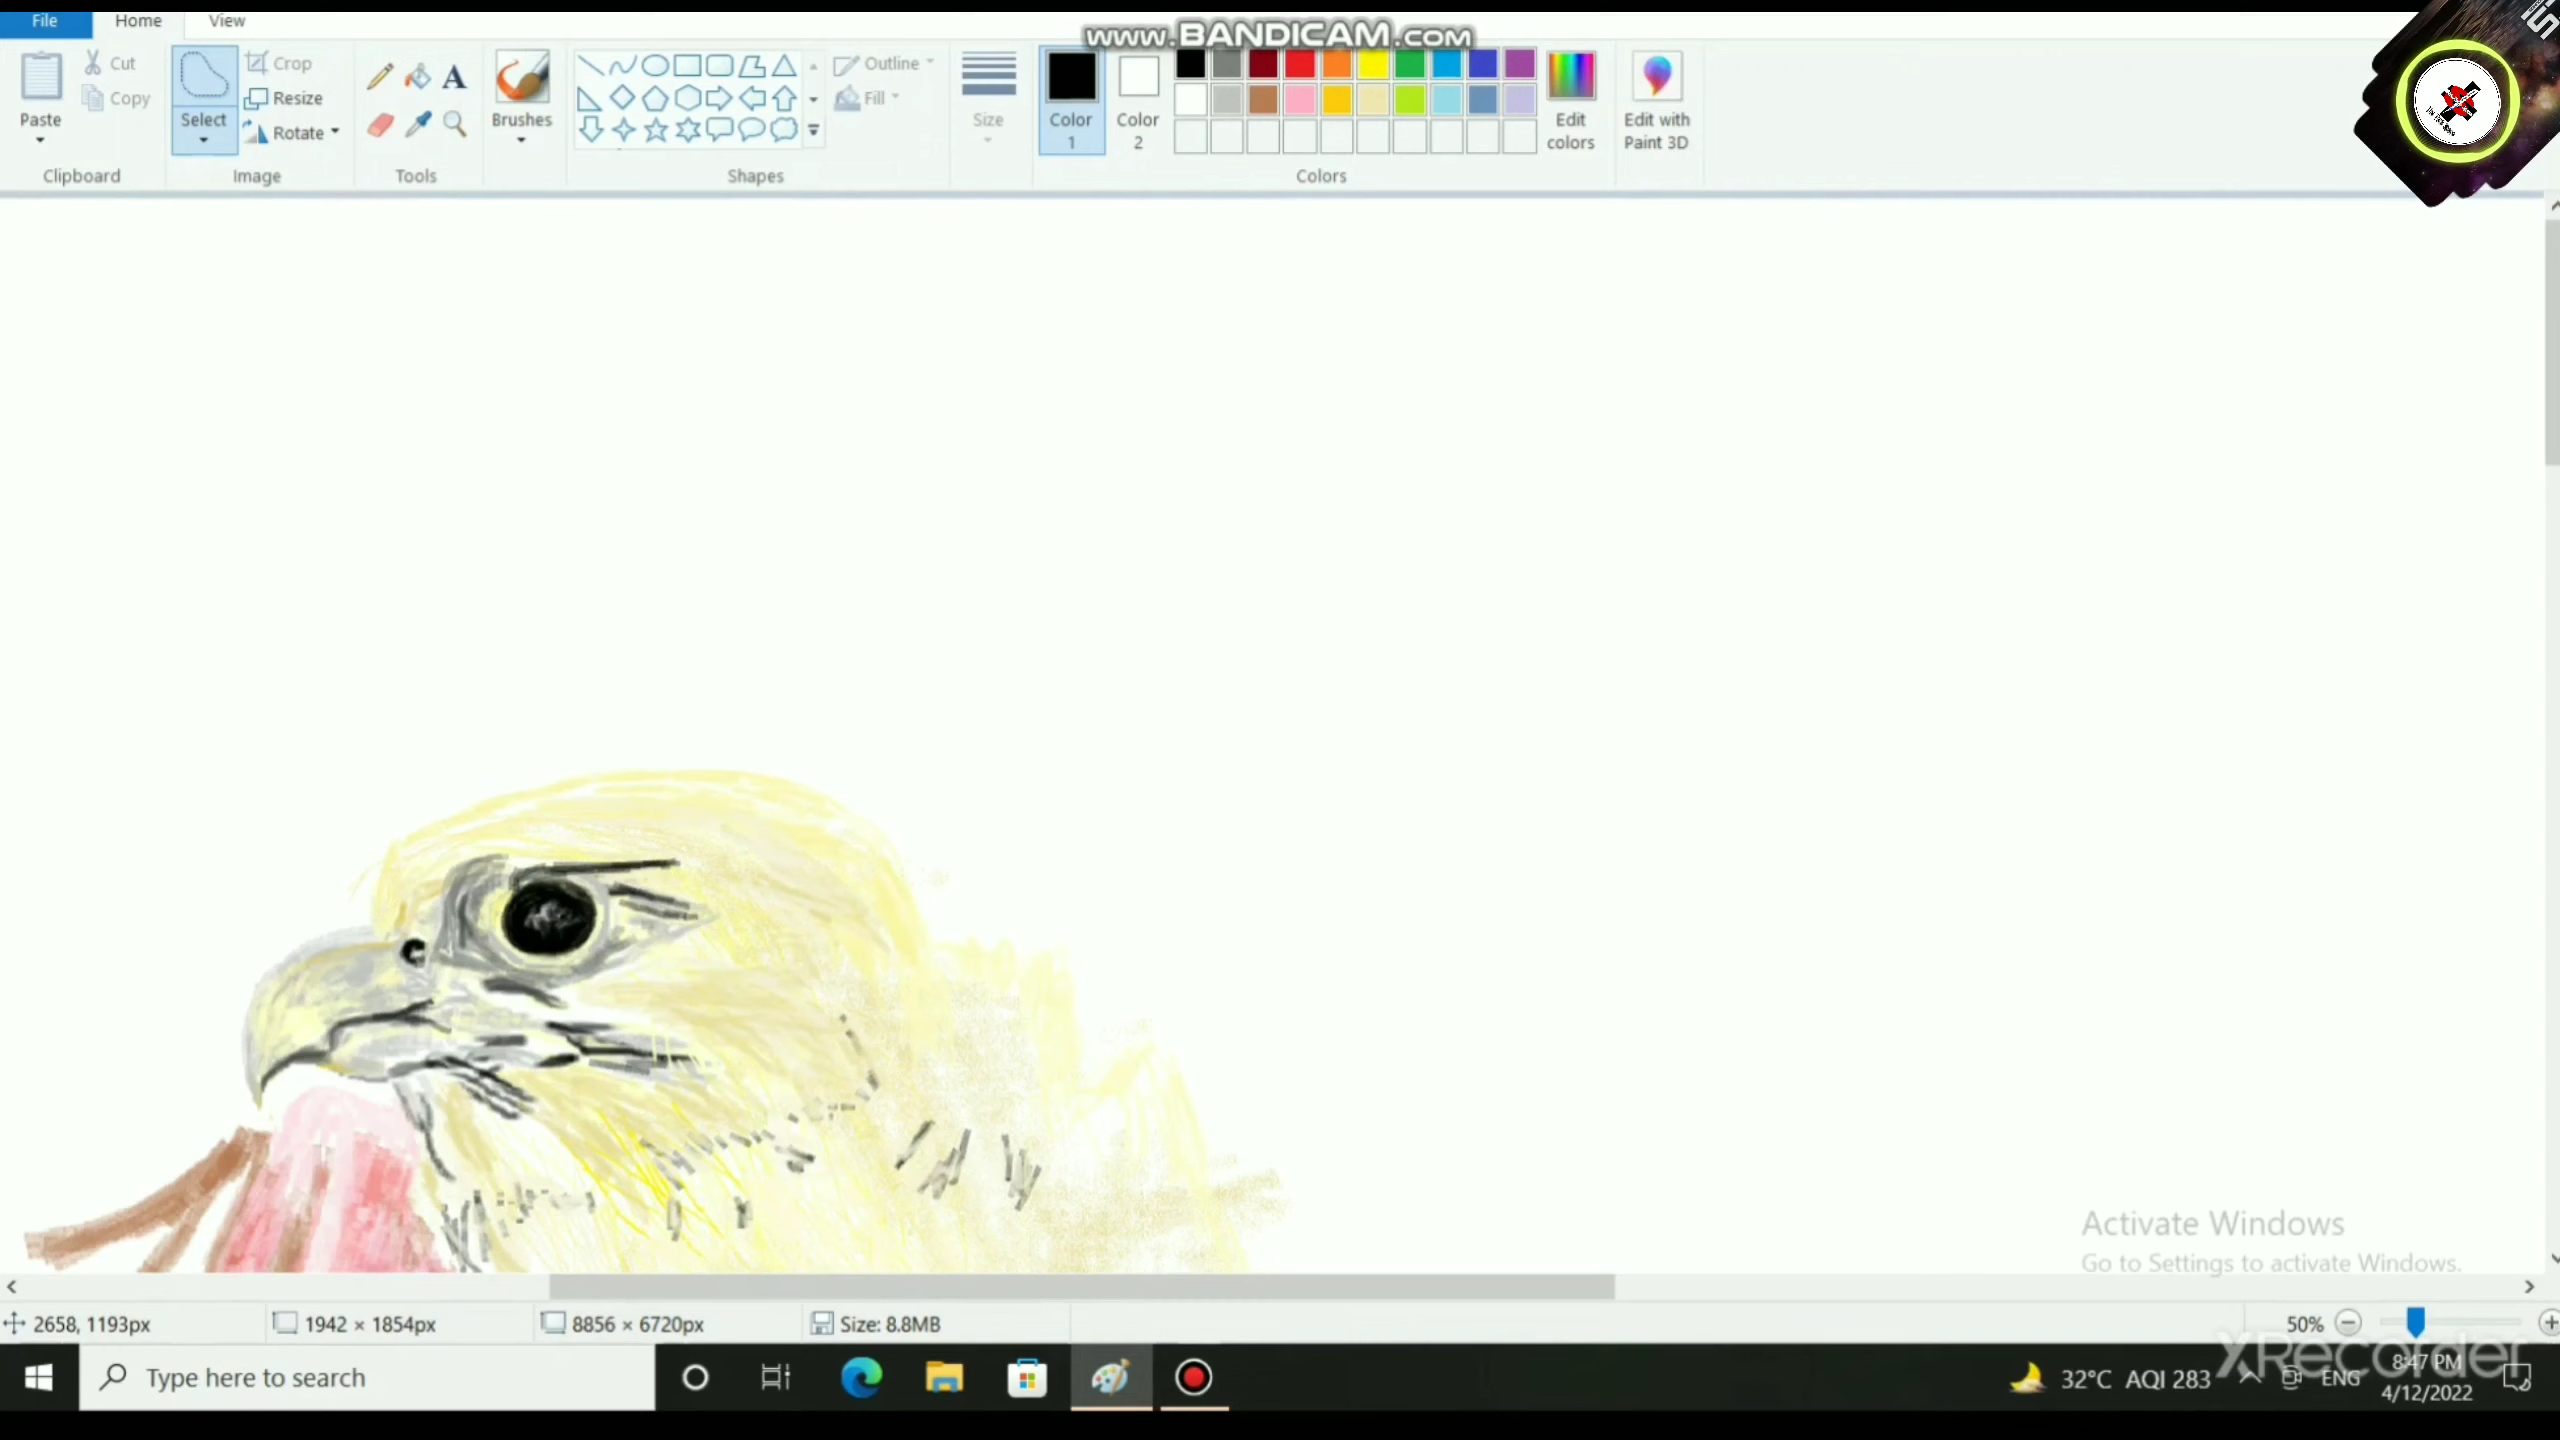 File Home View
www.BANDICAM.com
Cut
Copy
Crop
Resize
Rotate
Outline
Fill
Paste
Select
Brushes
Size
Color
1
Color
2
Edit
colors
Edit with
Paint 3D
Clipboard
Image
Tools
Shapes
Colors
Activate Windows
Go to Settings to activate Windows.
2658, 1193px
1942 × 1854px
8856 × 6720px
Size: 8.8MB
50%
XRecorder
Type here to search
32°C AQI 283
ENG
8:47 PM
4/12/2022